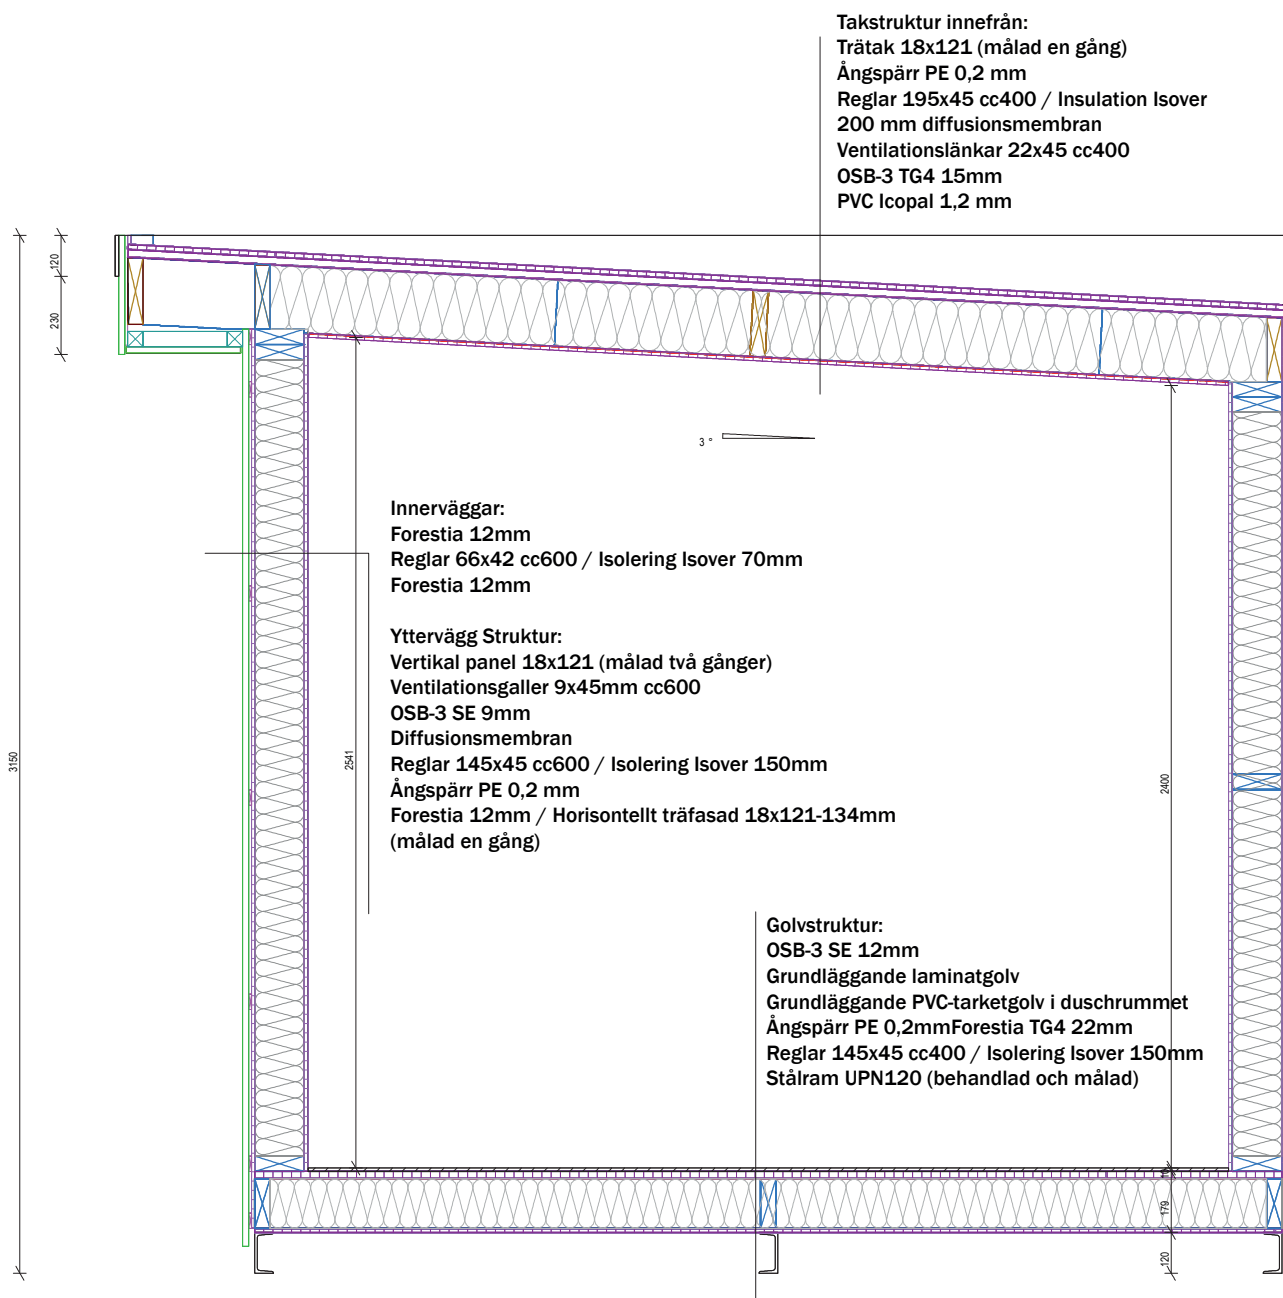 Takstruktur innefrån:
Trätak 18x121 (målad en gång)
Ångspärr PE 0,2 mm
Reglar 195x45 cc400 / Insulation Isover
200 mm diffusionsmembran
Ventilationslänkar 22x45 cc400
OSB-3 TG4 15mm
PVC Icopal 1,2 mm
120
230
3 °
Innerväggar:
Forestia 12mm
Reglar 66x42 cc600 / Isolering Isover 70mm
Forestia 12mm
Yttervägg Struktur:
Vertikal panel 18x121 (målad två gånger)
Ventilationsgaller 9x45mm cc600
OSB-3 SE 9mm
Diffusionsmembran
Reglar 145x45 cc600 / Isolering Isover 150mm
Ångspärr PE 0,2 mm
Forestia 12mm / Horisontellt träfasad 18x121-134mm
(målad en gång)
3150
2541
2400
Golvstruktur:
OSB-3 SE 12mm
Grundläggande laminatgolv
Grundläggande PVC-tarketgolv i duschrummet
Ångspärr PE 0,2mmForestia TG4 22mm
Reglar 145x45 cc400 / Isolering Isover 150mm
Stålram UPN120 (behandlad och målad)
179
120